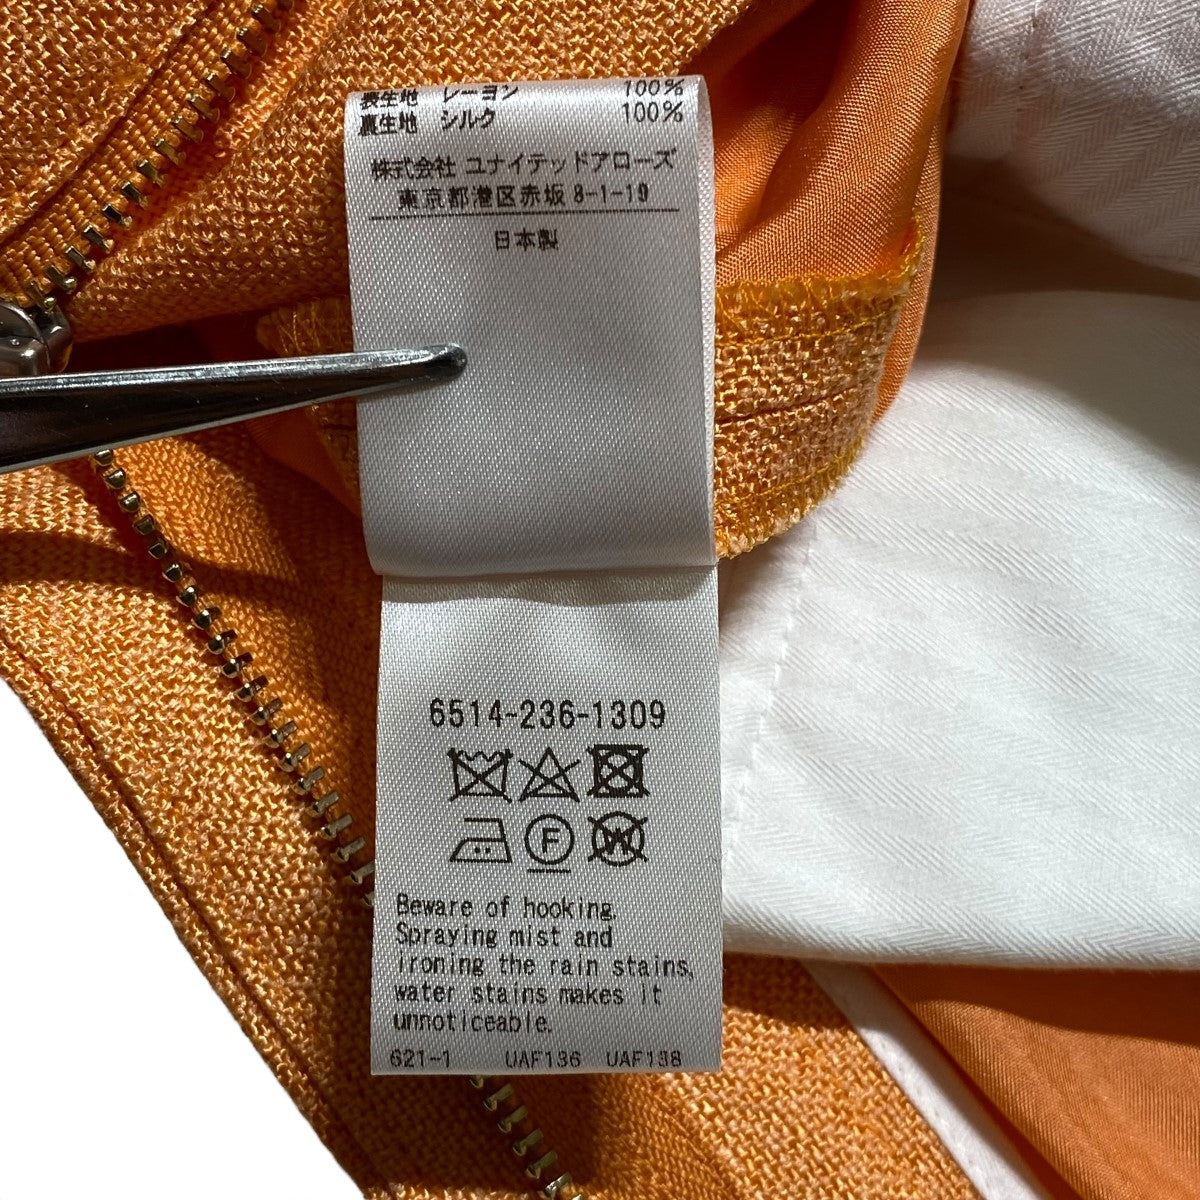 表生地 レーヨン 100%
裏生地 シルク 100%
株式会社 ユナイテッドアローズ
東京都港区赤坂 8-1-19
日本製
6514-236-1309
F W
Beware of hooking.
Spraying mist and
ironing the rain stains,
water stains makes it
unnoticeable.
621-1 UAF136 UAF138